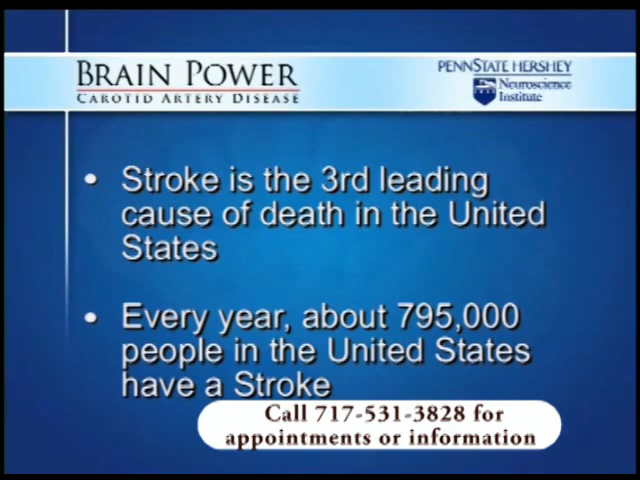 BRAIN POWER
CAROTID ARTERY DISEASE
PENNSTATE HERSHEY
Neuroscience
Institute
• Stroke is the 3rd leading
cause of death in the United
States
• Every year, about 795,000
people in the United States
have a Stroke
Call 717-531-3828 for
appointments or information